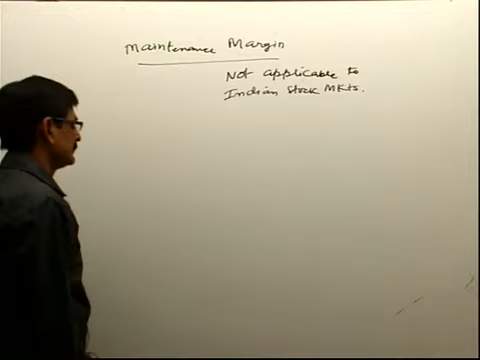 Maintenance Margin
Not applicable to
Indian Stock MKts.